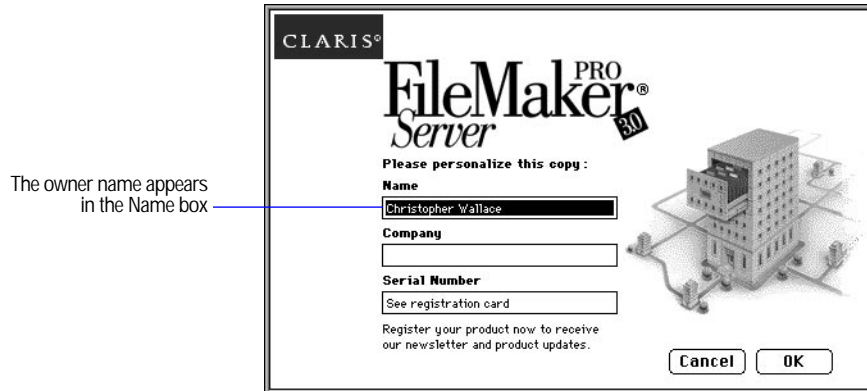 CLARIS®
FileMaker® PRO
Server 3.0
Please personalize this copy:
The owner name appears
in the Name box
Name
Christopher Wallace
Company
Serial Number
See registration card
Register your product now to receive
our newsletter and product updates.
Cancel
OK